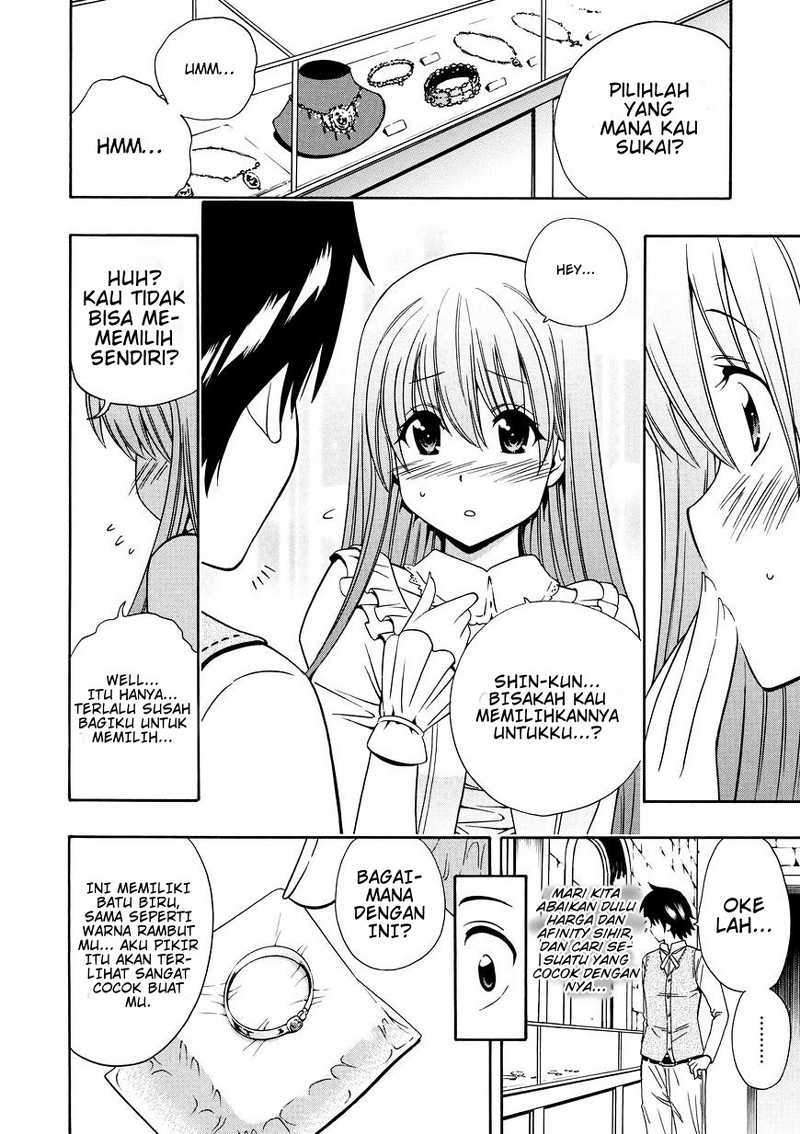 PILIHLAH
YANG
MANA KAU
SUKAI?
UMM...
HMM...
HEY...
SHIN-KUN...
BISAKAH KAU
MEMILIHKANNYA
UNTUKKU...?
HUH?
KAU TIDAK
BISA ME-
MEMILIH
SENDIRI?
WELL...
ITU HANYA...
TERLALU SUSAH
BAGIKU UNTUK
MEMILIH...
OKE
LAH...
........
MARI KITA
ABAIKAN DULU
HARGA DAN
AFINITY SIHIR,
DAN CARI SE-
SUATU YANG
COCOK DENGAN
NYA...
BAGAI-
MANA
DENGAN
INI?
INI MEMILIKI
BATU BIRU,
SAMA SEPERTI
WARNA RAMBUT
MU... AKU PIKIR
ITU AKAN TER-
LIHAT SANGAT
COCOK BUAT
MU.